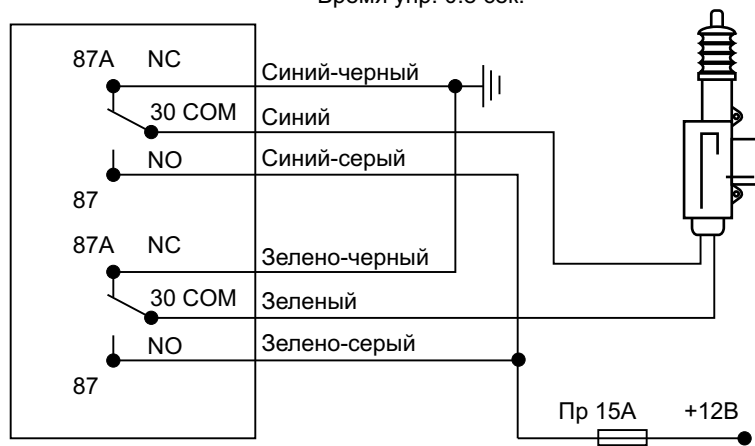 87A NC
Синий-черный
30 COM
Синий
NO
Синий-серый
87
87A NC
Зелено-черный
30 COM
Зеленый
NO
Зелено-серый
87
Пр 15А +12В